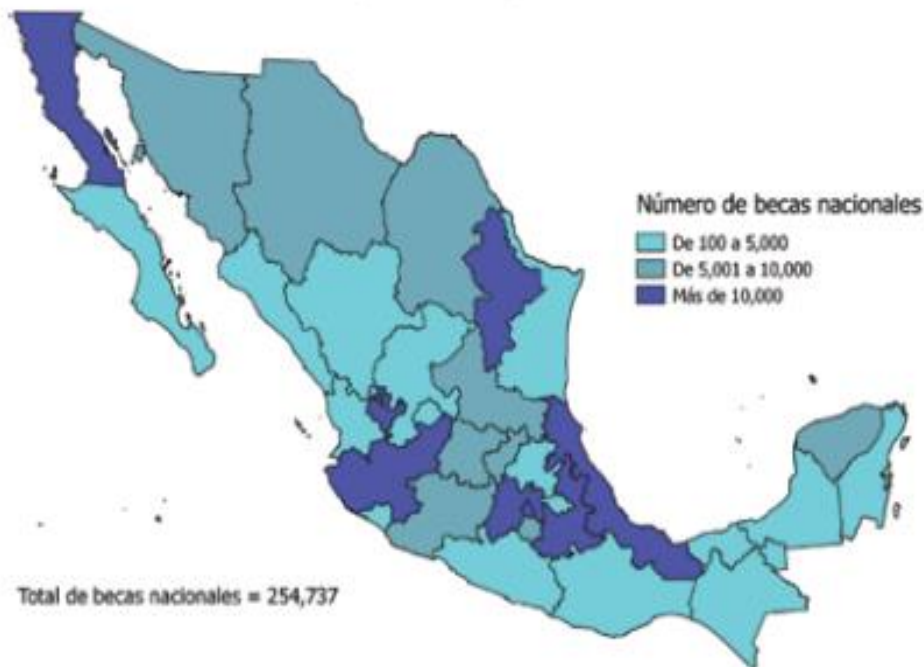 Número de becas nacionales
De 100 a 5,000
De 5,001 a 10,000
Más de 10,000
Total de becas nacionales = 254,737